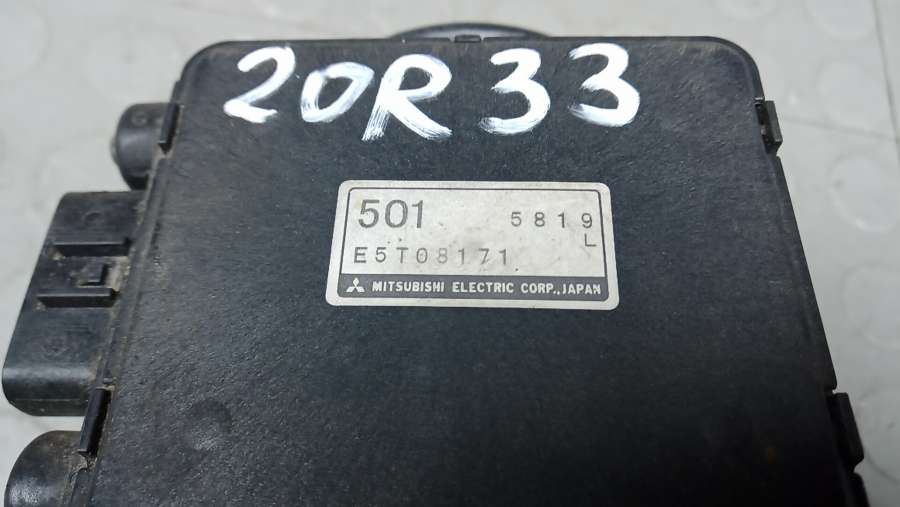 20R33
501 5819
L
E5T08171
MITSUBISHI ELECTRIC CORP.,JAPAN